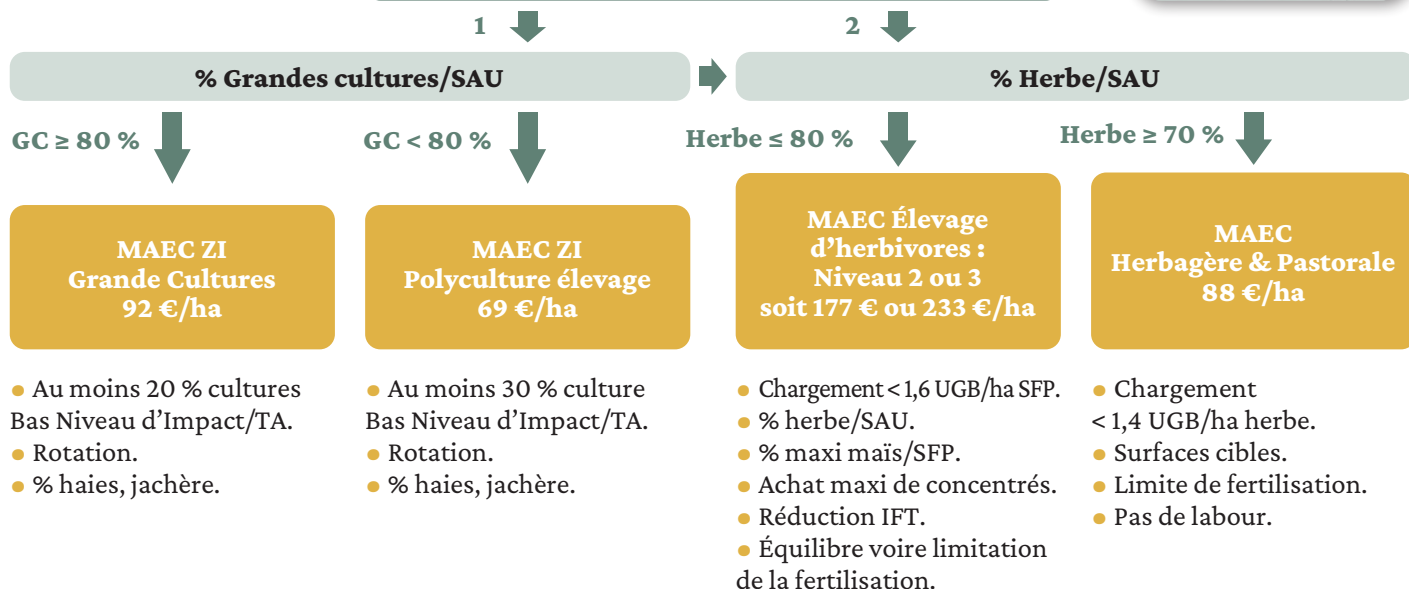 1
2
% Grandes cultures/SAU
% Herbe/SAU
GC ≥ 80 %
GC < 80 %
Herbe ≤ 80 %
Herbe ≥ 70 %
MAEC ZI
Grande Cultures
92 €/ha
MAEC ZI
Polyculture élevage
69 €/ha
MAEC Élevage
d’herbivores :
Niveau 2 ou 3
soit 177 € ou 233 €/ha
MAEC
Herbagère & Pastorale
88 €/ha
• Au moins 20 % cultures
Bas Niveau d’Impact/TA.
• Rotation.
• % haies, jachère.
• Au moins 30 % culture
Bas Niveau d’Impact/TA.
• Rotation.
• % haies, jachère.
• Chargement < 1,6 UGB/ha SFP.
• % herbe/SAU.
• % maxi maïs/SFP.
• Achat maxi de concentrés.
• Réduction IFT.
• Équilibre voire limitation
de la fertilisation.
• Chargement
< 1,4 UGB/ha herbe.
• Surfaces cibles.
• Limite de fertilisation.
• Pas de labour.